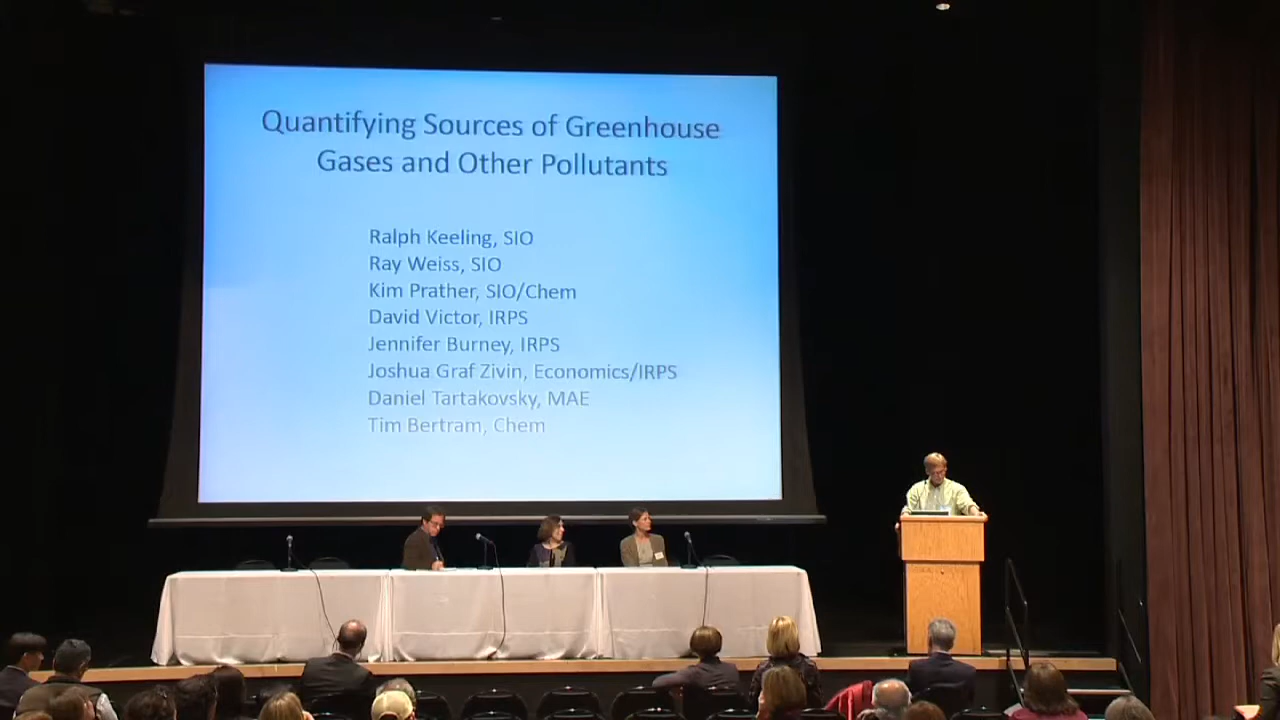 Quantifying Sources of Greenhouse
Gases and Other Pollutants
Ralph Keeling, SIO
Ray Weiss, SIO
Kim Prather, SIO/Chem
David Victor, IRPS
Jennifer Burney, IRPS
Joshua Graf Zivin, Economics/IRPS
Daniel Tartakovsky, MAE
Tim Bertram, Chem